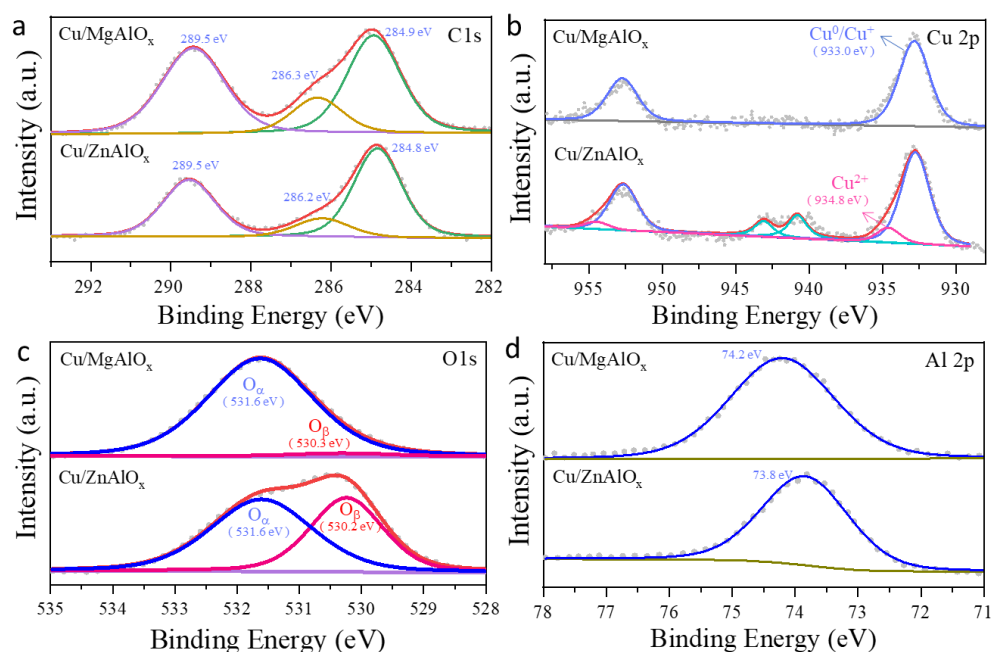 a
Cu/MgAlOx
289.5 eV
284.9 eV
C1s
286.3 eV
Cu/ZnAlOx
289.5 eV
284.8 eV
286.2 eV
Intensity (a.u.)
292 290 288 286 284 282
Binding Energy (eV)
b
Cu/MgAlOx
Cu⁰/Cu⁺
( 933.0 eV )
Cu 2p
Cu/ZnAlOx
Cu²⁺
( 934.8 eV )
Intensity (a.u.)
955 950 945 940 935 930
Binding Energy (eV)
c
Cu/MgAlOx
O1s
Oα
( 531.6 eV )
Oβ
( 530.3 eV )
Cu/ZnAlOx
Oα
( 531.6 eV )
Oβ
( 530.2 eV )
Intensity (a.u.)
535 534 533 532 531 530 529 528
Binding Energy (eV)
d
Cu/MgAlOx
74.2 eV
Al 2p
Cu/ZnAlOx
73.8 eV
Intensity (a.u.)
78 77 76 75 74 73 72 71
Binding Energy (eV)